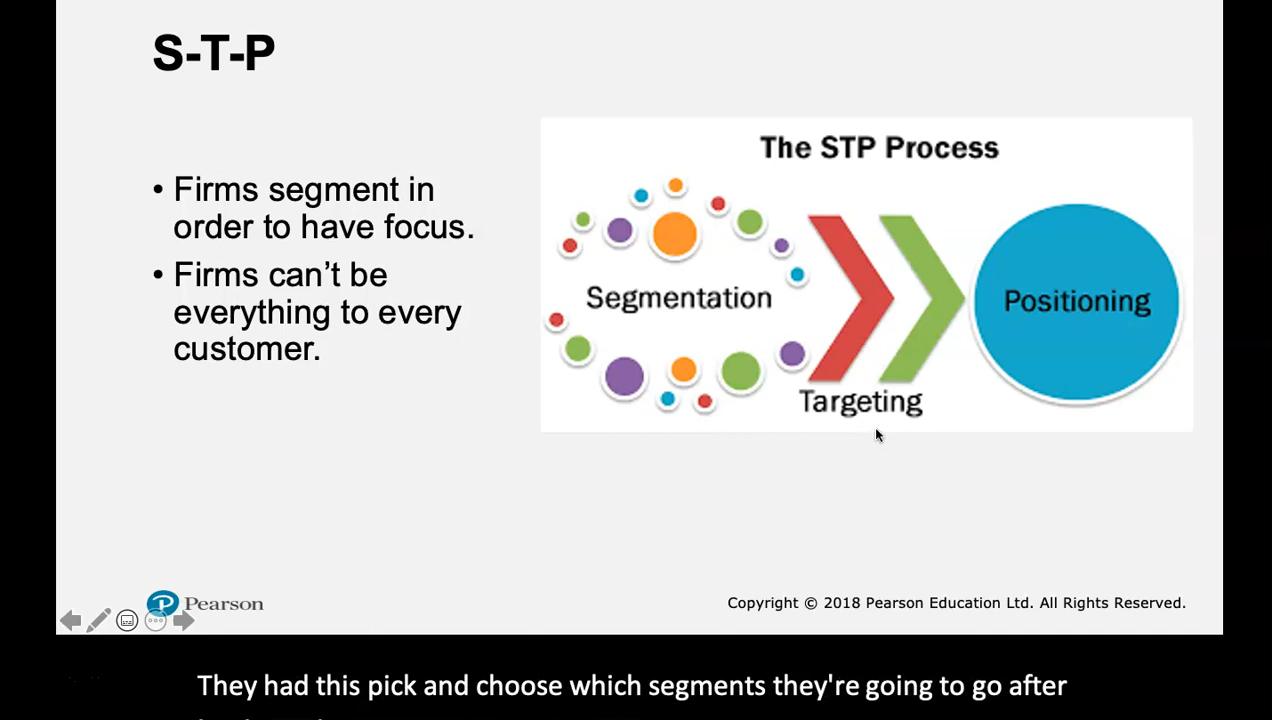 S-T-P
• Firms segment in
order to have focus.
• Firms can’t be
everything to every
customer.
The STP Process
Segmentation
Targeting
Positioning
Pearson
Copyright © 2018 Pearson Education Ltd. All Rights Reserved.
They had this pick and choose which segments they're going to go after